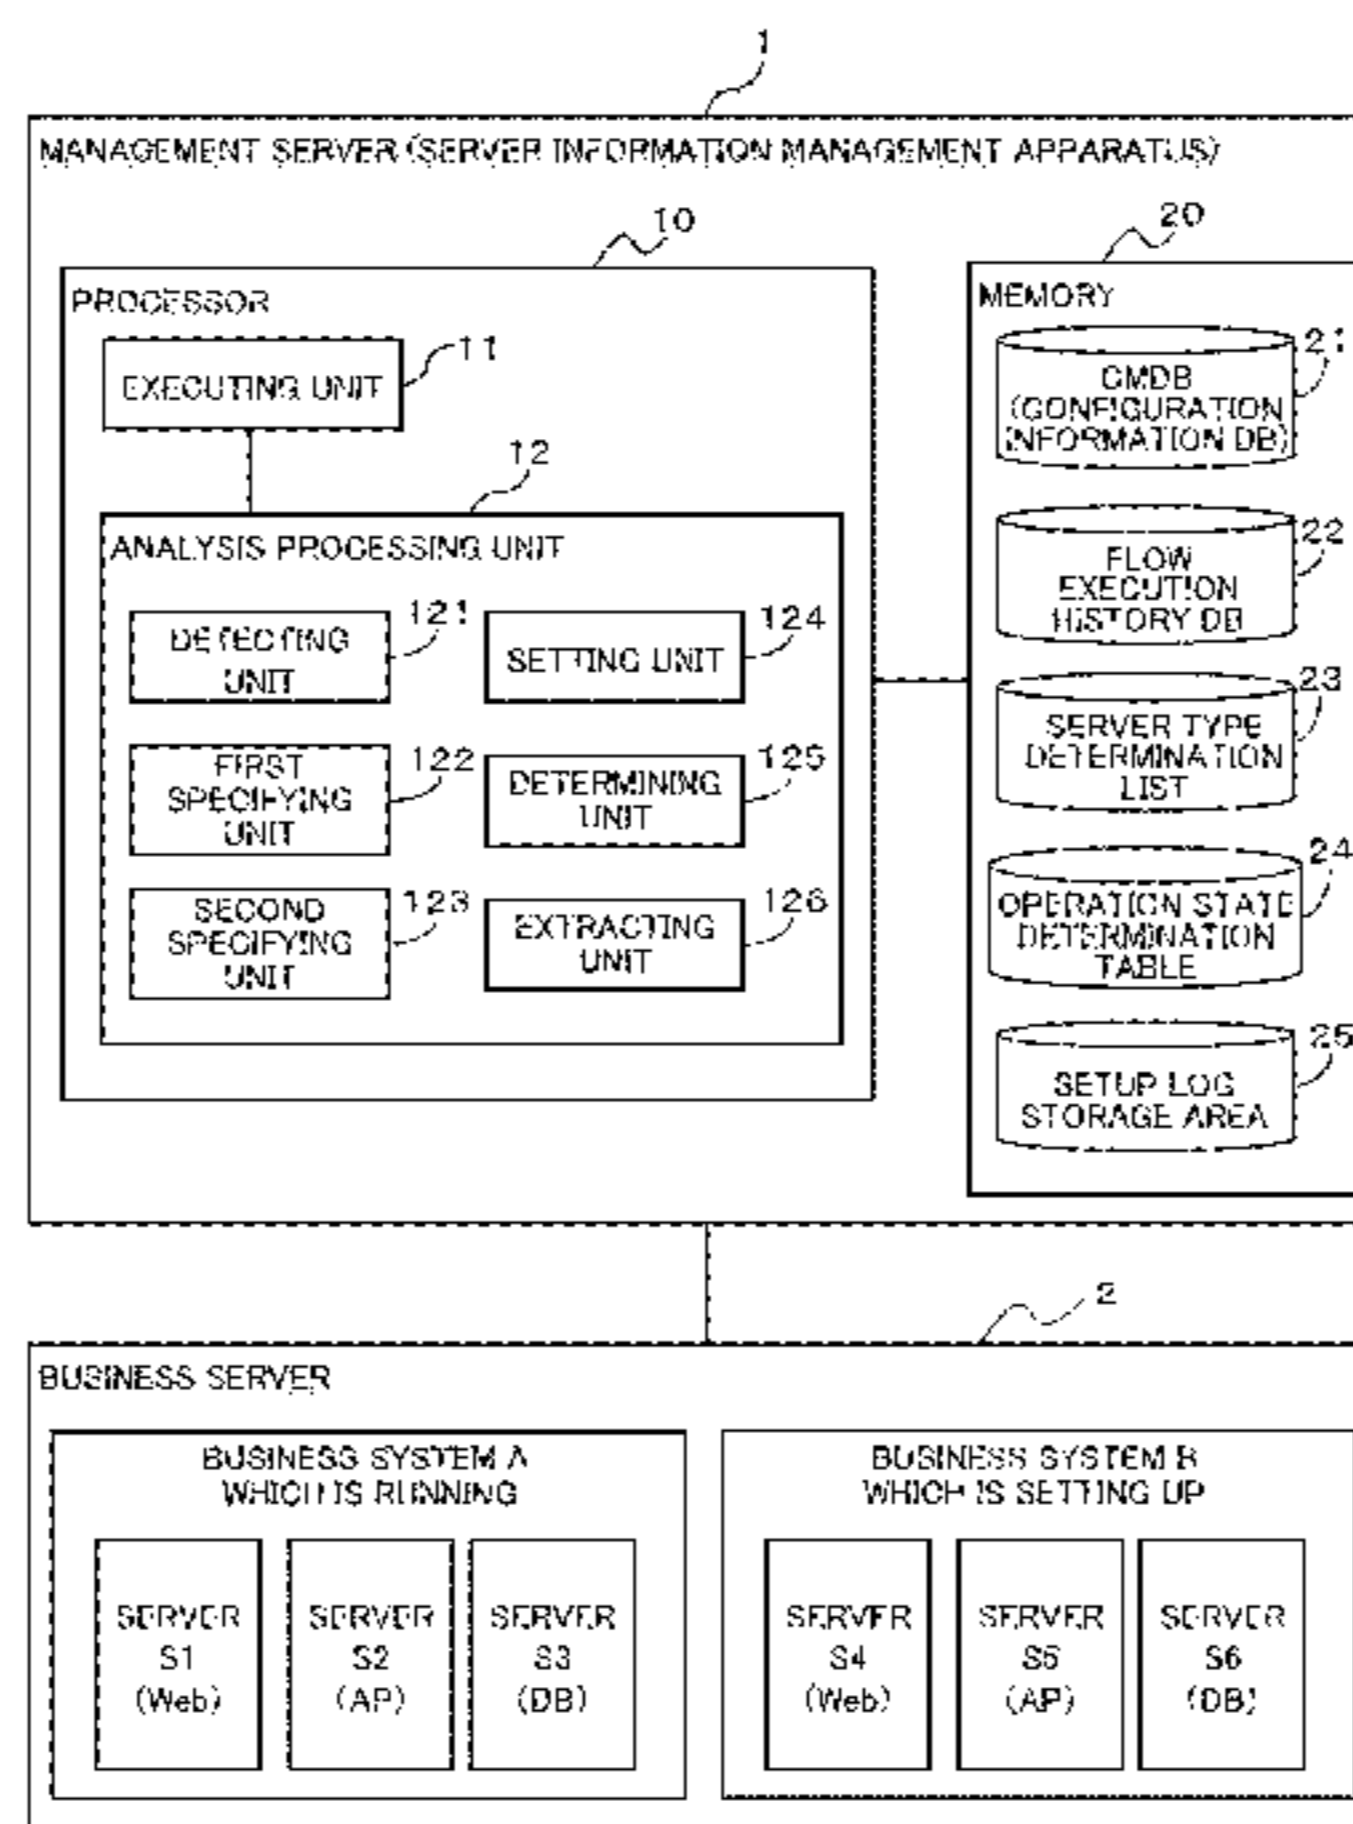 1
MANAGEMENT SERVER (SERVER INFORMATION MANAGEMENT APPARATUS)
10
PROCESSOR
11
EXECUTING UNIT
12
ANALYSIS PROCESSING UNIT
121
DETECTING
UNIT
122
FIRST
SPECIFYING
UNIT
123
SECOND
SPECIFYING
UNIT
124
SETTING UNIT
125
DETERMINING
UNIT
126
EXTRACTING
UNIT
20
MEMORY
21
CMDB
(CONFIGURATION
INFORMATION DB)
22
FLOW
EXECUTION
HISTORY DB
23
SERVER TYPE
DETERMINATION
LIST
24
OPERATION STATE
DETERMINATION
TABLE
25
SETUP LOG
STORAGE AREA
2
BUSINESS SERVER
BUSINESS SYSTEM A
WHICH IS RUNNING
SERVER
S1
(Web)
SERVER
S2
(AP)
SERVER
S3
(DB)
BUSINESS SYSTEM B
WHICH IS SETTING UP
SERVER
S4
(Web)
SERVER
S5
(AP)
SERVER
S6
(DB)